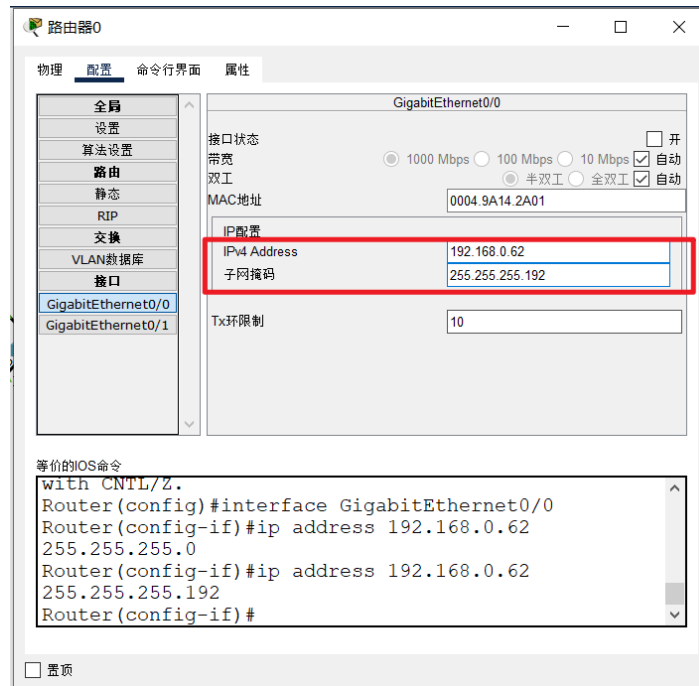 路由器0
物理 配置 命令行界面 属性
全局
设置
算法设置
路由
静态
RIP
交换
VLAN数据库
接口
GigabitEthernet0/0
GigabitEthernet0/1
GigabitEthernet0/0
接口状态 开
带宽 1000 Mbps 100 Mbps 10 Mbps 自动
双工 半双工 全双工 自动
MAC地址 0004.9A14.2A01
IP配置
IPv4 Address 192.168.0.62
子网掩码 255.255.255.192
Tx环限制 10
等价的IOS命令
with CNTL/Z.
Router(config)#interface GigabitEthernet0/0
Router(config-if)#ip address 192.168.0.62
255.255.255.0
Router(config-if)#ip address 192.168.0.62
255.255.255.192
Router(config-if)#
置顶